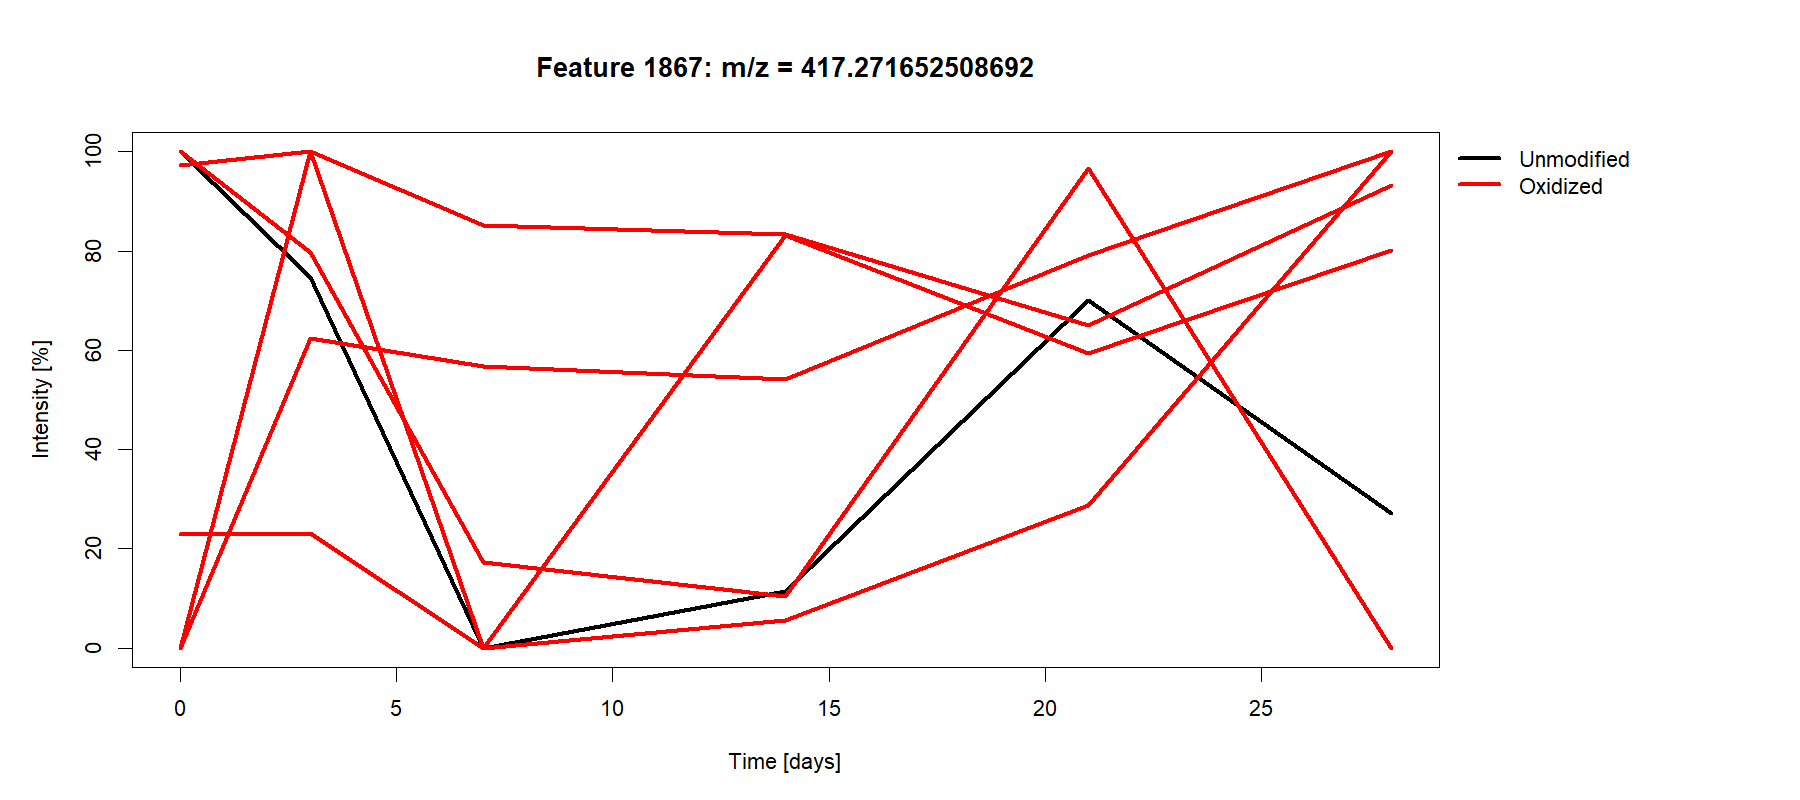 Feature 1867: m/z = 417.271652508692
Unmodified
Oxidized
100
80
60
40
20
0
Intensity [%]
0 5 10 15 20 25
Time [days]